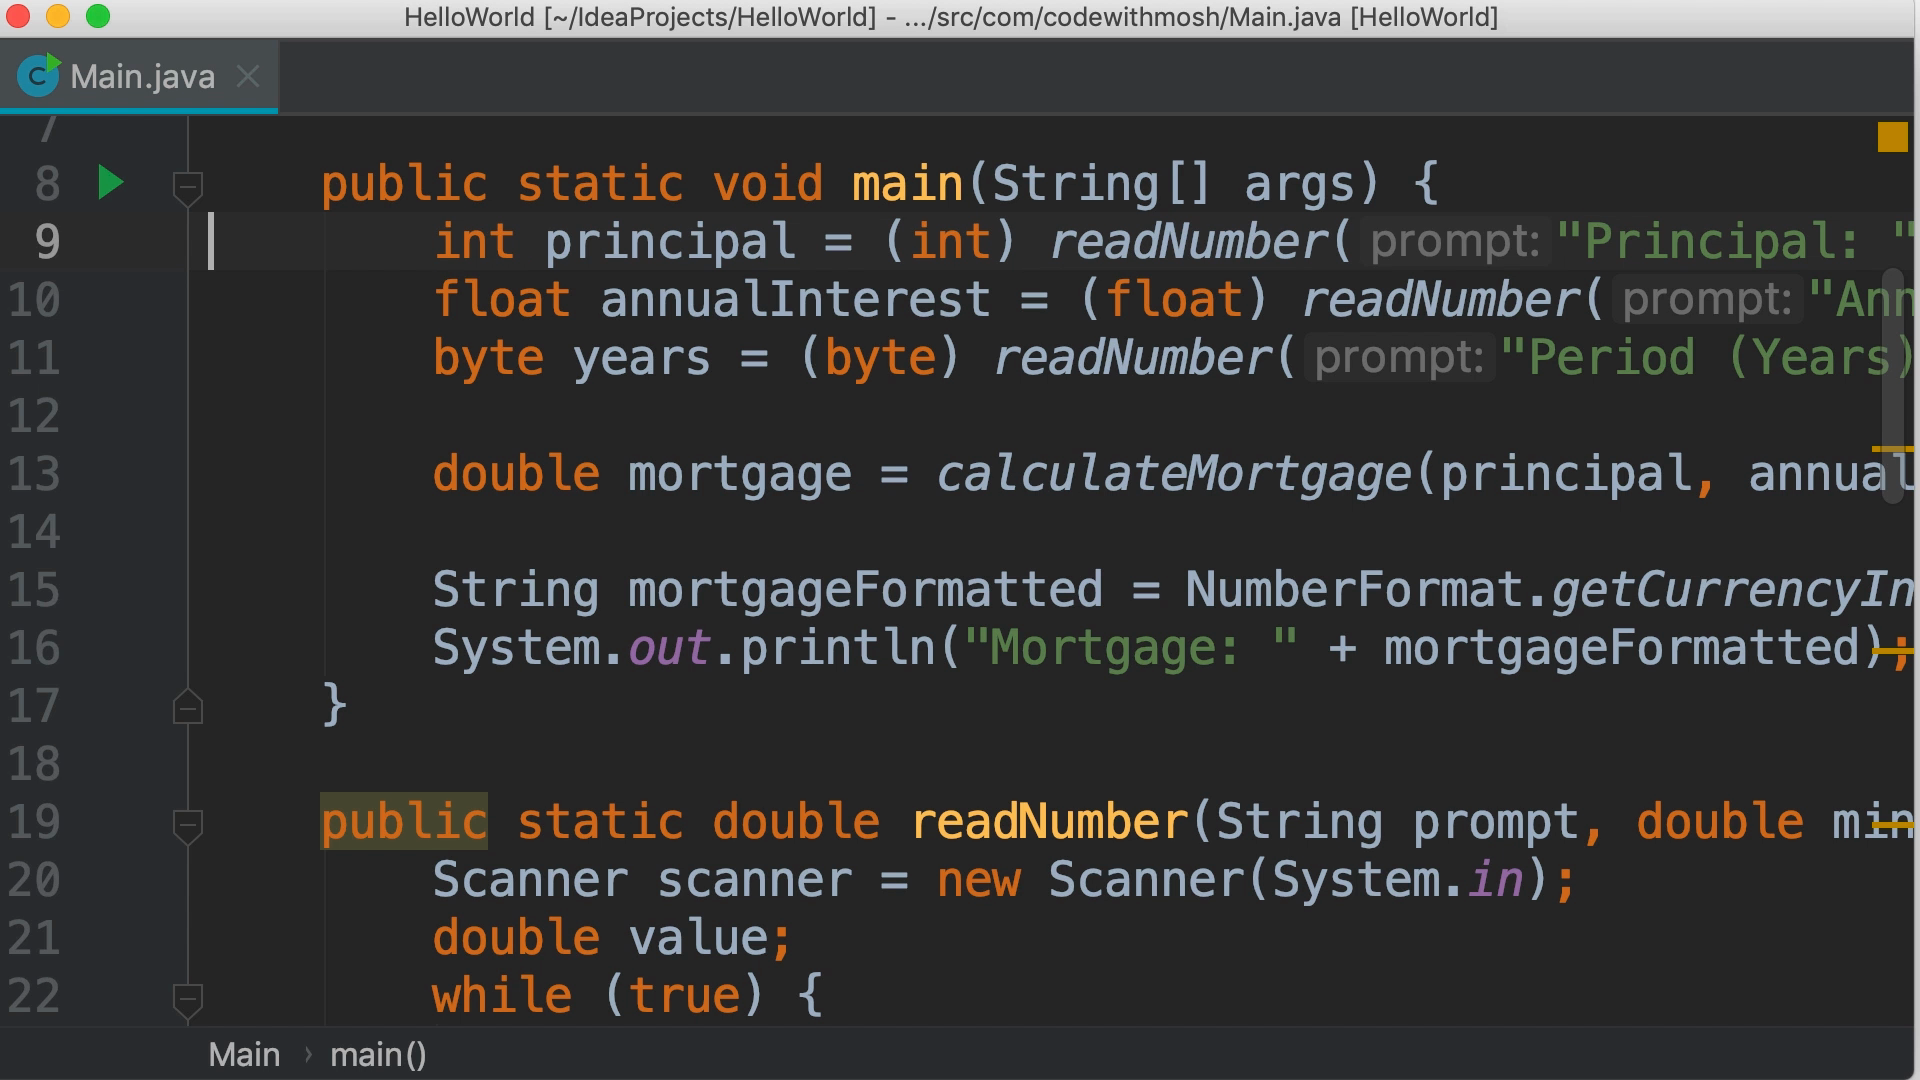 HelloWorld [~/IdeaProjects/HelloWorld] - .../src/com/codewithmosh/Main.java [HelloWorld]
C Main.java
7
8 public static void main(String[] args) {
9 int principal = (int) readNumber( prompt: "Principal: "
10 float annualInterest = (float) readNumber( prompt: "Ann
11 byte years = (byte) readNumber( prompt: "Period (Years)
12
13 double mortgage = calculateMortgage(principal, annual
14
15 String mortgageFormatted = NumberFormat.getCurrencyIn
16 System.out.println("Mortgage: " + mortgageFormatted);
17 }
18
19 public static double readNumber(String prompt, double min
20 Scanner scanner = new Scanner(System.in);
21 double value;
22 while (true) {
Main › main()